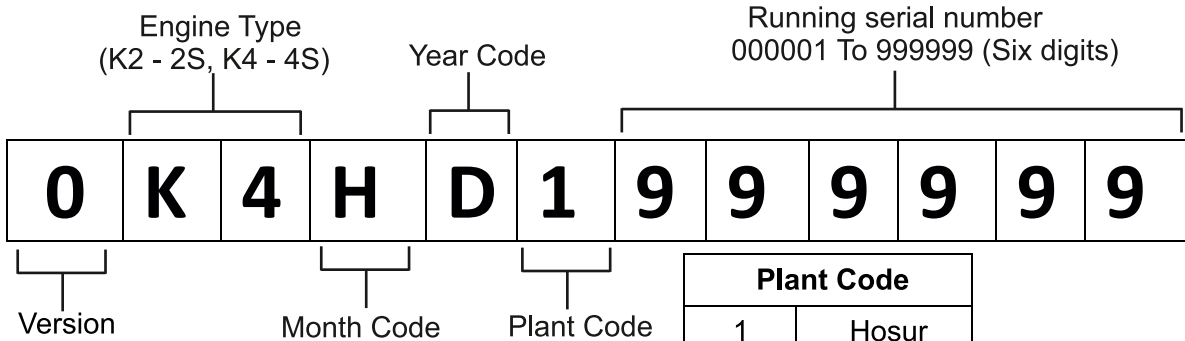 Engine Type
(K2 - 2S, K4 - 4S)
Year Code
Running serial number
000001 To 999999 (Six digits)
0 K 4 H D 1 9 9 9 9 9 9
Version
Month Code
Plant Code
Plant Code
1 Hosur